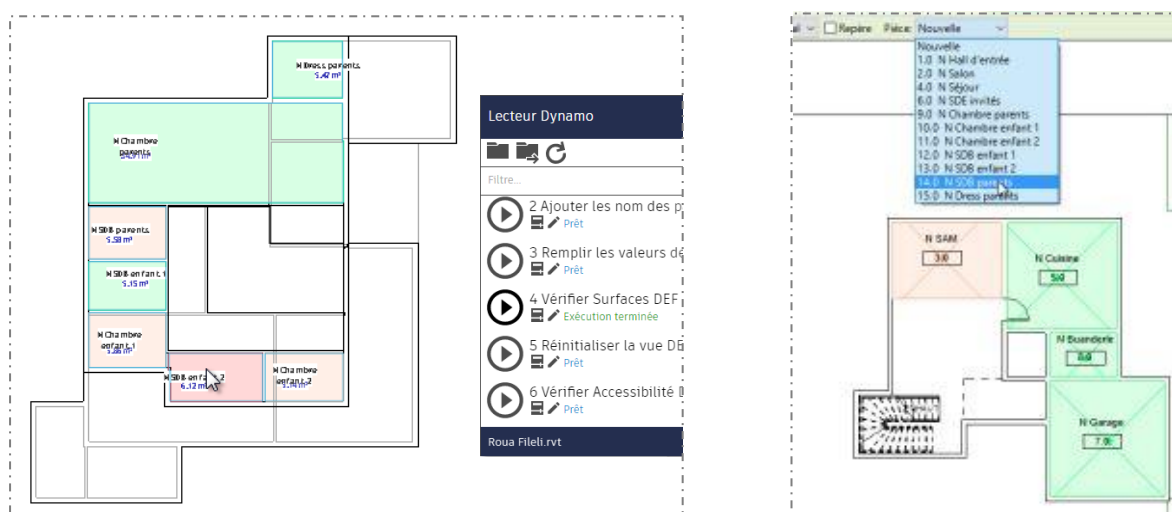 N Dress parents
5.47 m²
N Chambre
parents
N SDB parents
5.58 m²
N SDB enfant 1
5.15 m²
N Chambre
enfant 1
N SDB enfant 2
6.12 m²
N Chambre
enfant 2
Lecteur Dynamo
Filtre...
2 Ajouter les nom des p
Prêt
3 Remplir les valeurs dé
Prêt
4 Vérifier Surfaces DEF
Exécution terminée
5 Réinitialiser la vue DE
Prêt
6 Vérifier Accessibilité
Prêt
Roua Fileli.rvt
Repère Pièce: Nouvelle
Nouvelle
1.0 N Hall d'entrée
2.0 N Salon
4.0 N Séjour
6.0 N SDE invités
9.0 N Chambre parents
10.0 N Chambre enfant 1
11.0 N Chambre enfant 2
12.0 N SDB enfant 1
13.0 N SDB enfant 2
14.0 N SDB parents
15.0 N Dress parents
N SAM
3.0
N Cuisine
5.0
N Buanderie
8.0
N Garage
7.0